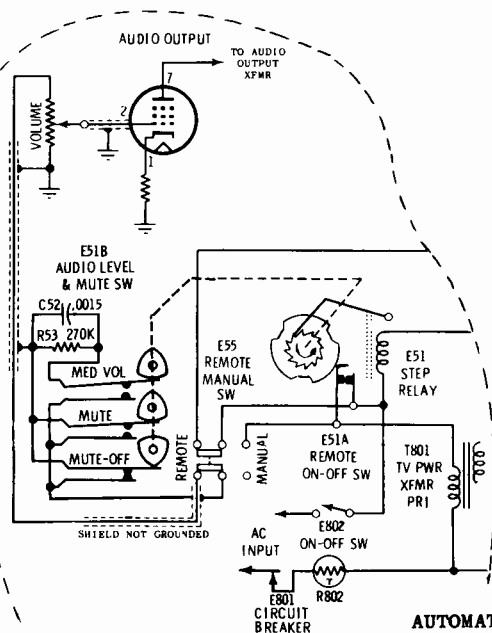 AUDIO OUTPUT
TO AUDIO
OUTPUT
XFMR
7
2
1
VOLUME
E51B
AUDIO LEVEL
& MUTE SW
C52 .0015
R53 270K
MED VOL
MUTE
MUTE-OFF
E55
REMOTE
MANUAL
SW
REMOTE
MANUAL
E51
STEP
RELAY
E51A
REMOTE
ON-OFF SW
T801
TV PWR
XFMR
PRI
SHIELD NOT GROUNDED
AC
INPUT
E802
ON-OFF SW
E801
CIRCUIT
BREAKER
T
R802
AUTOMAT